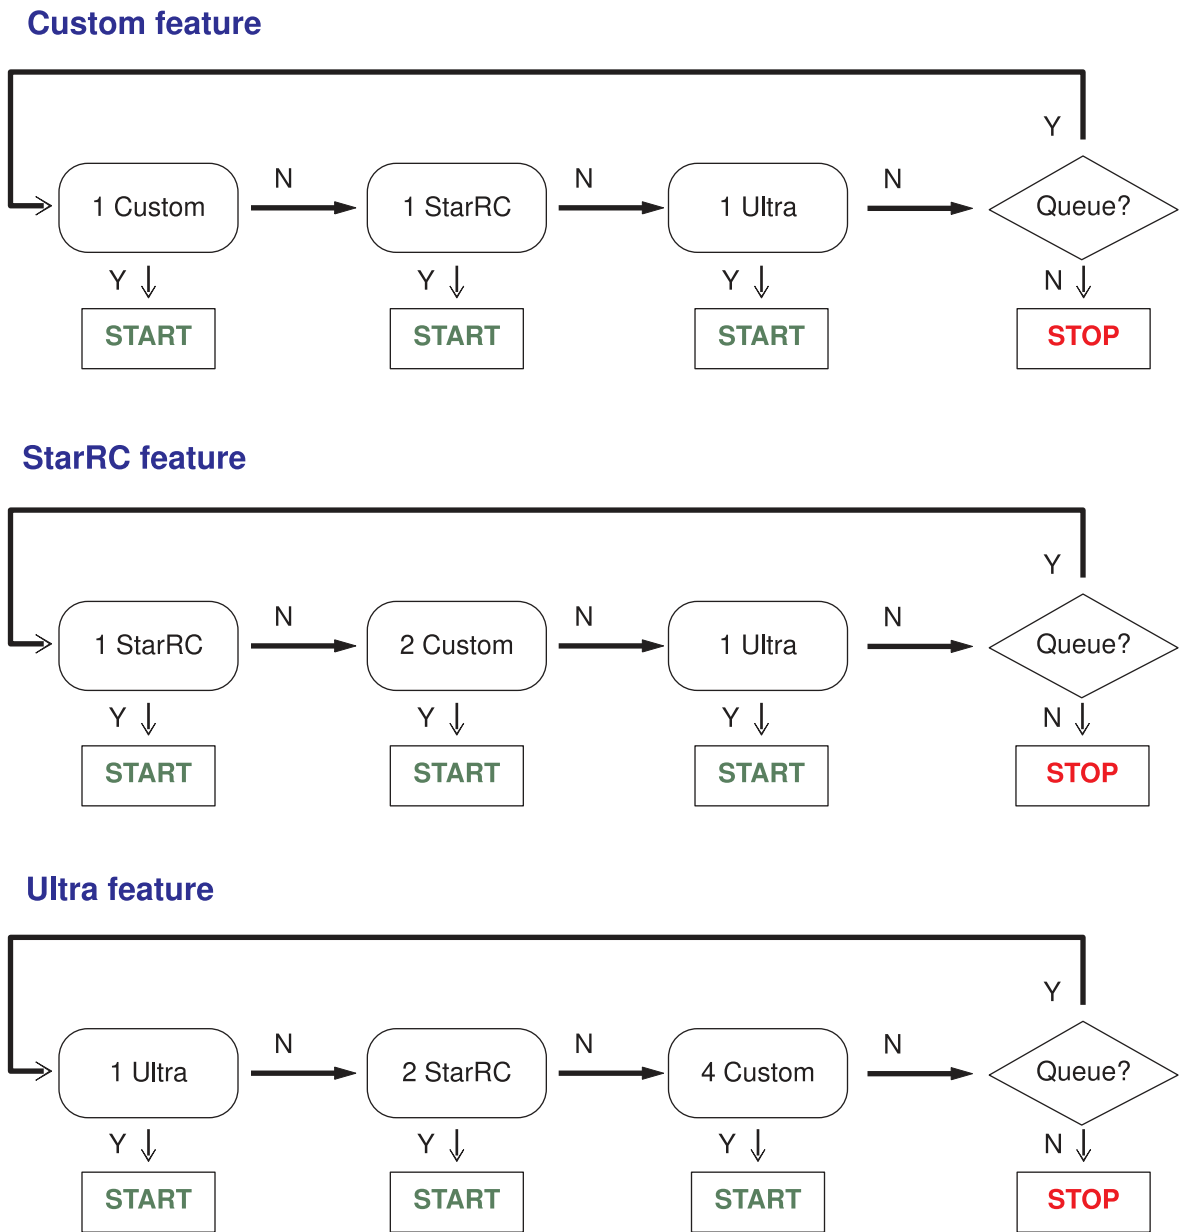 Custom feature
Y
N N N
1 Custom 1 StarRC 1 Ultra Queue?
Y Y Y N
START START START STOP
StarRC feature
Y
N N N
1 StarRC 2 Custom 1 Ultra Queue?
Y Y Y N
START START START STOP
Ultra feature
Y
N N N
1 Ultra 2 StarRC 4 Custom Queue?
Y Y Y N
START START START STOP